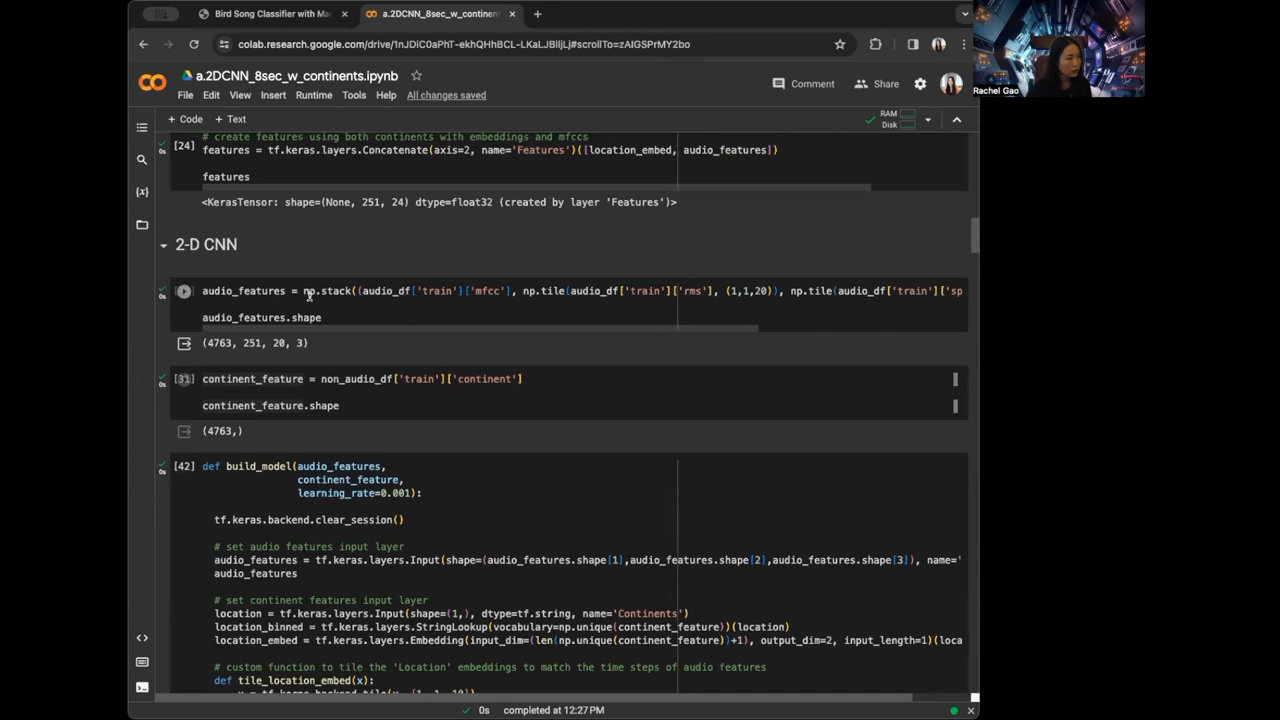 Bird Song Classifier with Ma
a.2DCNN_8sec_w_continen
colab.research.google.com/drive/1nJDiC0aPhT-ekhQHhBCL-LKaLJBlljLj#scrollTo=zAIGSPrMY2bo
a.2DCNN_8sec_w_continents.ipynb
File Edit View Insert Runtime Tools Help All changes saved
Comment Share
+ Code + Text
RAM
Disk
# create features using both continents with embeddings and mfccs
[24] features = tf.keras.layers.Concatenate(axis=2, name='Features')([location_embed, audio_features])
features
0s
<KerasTensor: shape=(None, 251, 24) dtype=float32 (created by layer 'Features')>
2-D CNN
audio_features = np.stack((audio_df['train']['mfcc'], np.tile(audio_df['train']['rms'], (1,1,20)), np.tile(audio_df['train']['sp
0s
audio_features.shape
(4763, 251, 20, 3)
[31] continent_feature = non_audio_df['train']['continent']
0s
continent_feature.shape
(4763,)
[42] def build_model(audio_features,
0s
continent_feature,
learning_rate=0.001):
tf.keras.backend.clear_session()
# set audio features input layer
audio_features = tf.keras.layers.Input(shape=(audio_features.shape[1],audio_features.shape[2],audio_features.shape[3]), name='
audio_features
# set continent features input layer
location = tf.keras.layers.Input(shape=(1,), dtype=tf.string, name='Continents')
location_binned = tf.keras.layers.StringLookup(vocabulary=np.unique(continent_feature))(location)
location_embed = tf.keras.layers.Embedding(input_dim=(len(np.unique(continent_feature))+1), output_dim=2, input_length=1)(loca
# custom function to tile the 'Location' embeddings to match the time steps of audio features
def tile_location_embed(x):
0s completed at 12:27 PM
Rachel Gao